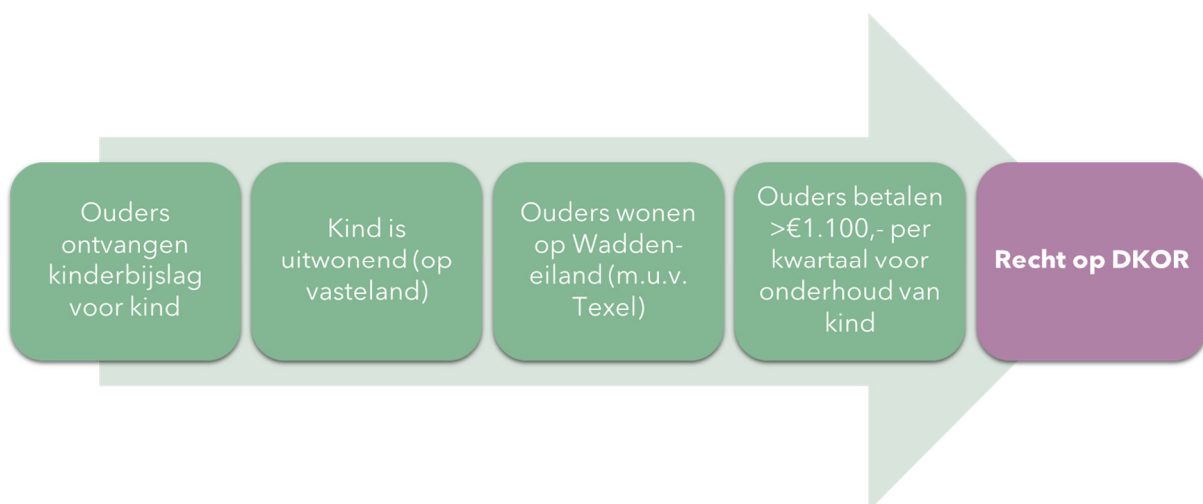 Ouders
ontvangen
kinderbijslag
voor kind
Kind is
uitwonend (op
vasteland)
Ouders wonen
op Wadden-
eiland (m.u.v.
Texel)
Ouders betalen
>€1.100,- per
kwartaal voor
onderhoud van
kind
Recht op DKOR